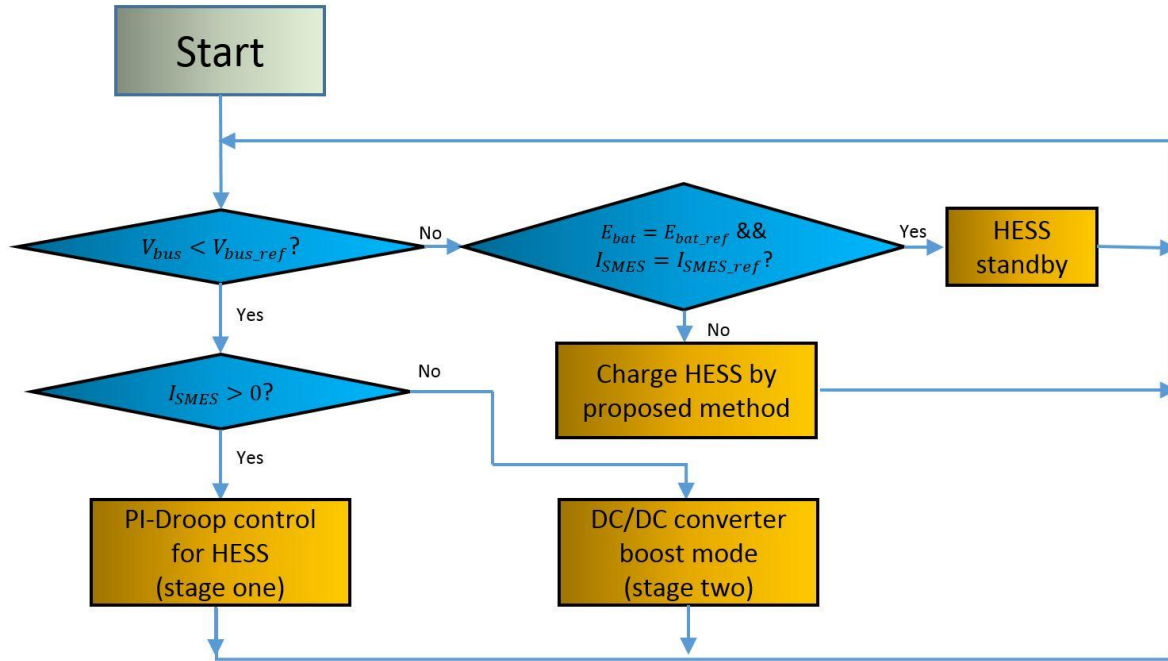 Start
V_bus < V_bus_ref?
No
E_bat = E_bat_ref &&
I_SMES = I_SMES_ref?
Yes
HESS
standby
Yes
No
I_SMES > 0?
No
Charge HESS by
proposed method
Yes
PI-Droop control
for HESS
(stage one)
DC/DC converter
boost mode
(stage two)